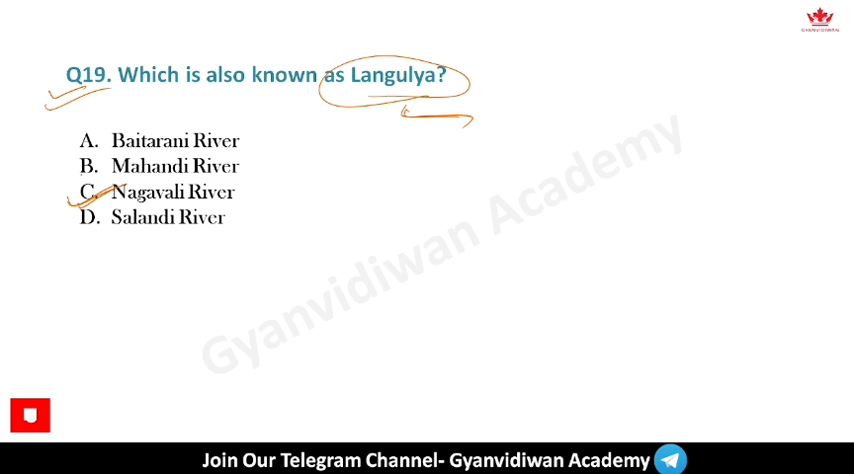 GYANVIDIWAN
Q19. Which is also known as Langulya?
A. Baitarani River
B. Mahandi River
C. Nagavali River
D. Salandi River
Gyanvidiwan Academy
Join Our Telegram Channel- Gyanvidiwan Academy